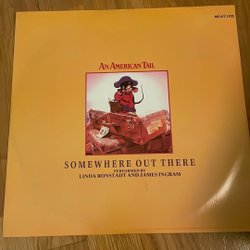 AN AMERICAN TAIL
SOMEWHERE OUT THERE
PERFORMED BY
LINDA RONSTADT AND JAMES INGRAM